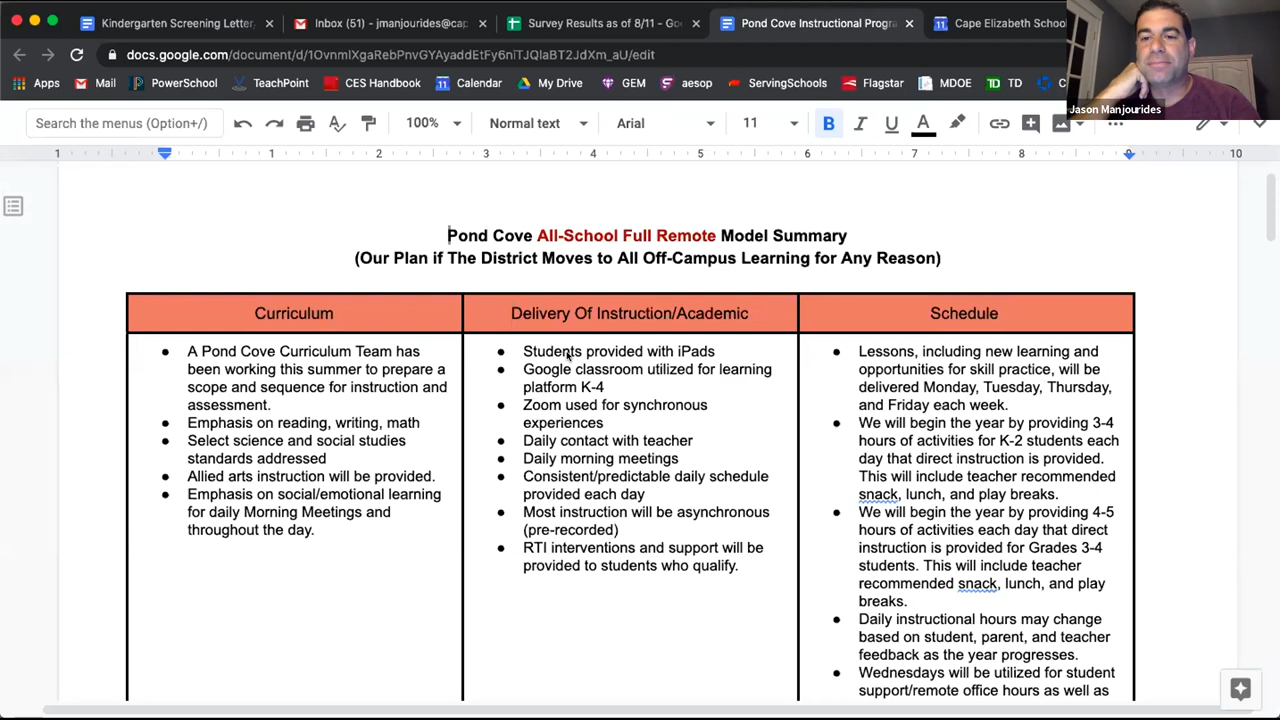 Kindergarten Screening Letter
Inbox (51) - jmanjourides@cap
Survey Results as of 8/11 - Go
Pond Cove Instructional Progr
Cape Elizabeth Schoo
docs.google.com/document/d/1OvnmlXgaRebPnvGYAyaGtEtFy6niTJQlaBT2JdXm_aU/edit
Apps
Mail
PowerSchool
TeachPoint
CES Handbook
Calendar
My Drive
GEM
aesop
ServingSchools
Flagstar
MDOE
TD
Jason Manjourides
Search the menus (Option+/)
Normal text
Arial
11
B I U A
1 1 2 3 4 5 6 7 8 9 10
Pond Cove All-School Full Remote Model Summary
(Our Plan if The District Moves to All Off-Campus Learning for Any Reason)
Curriculum
● A Pond Cove Curriculum Team has
been working this summer to prepare a
scope and sequence for instruction and
assessment.
● Emphasis on reading, writing, math
● Select science and social studies
standards addressed
● Allied arts instruction will be provided.
● Emphasis on social/emotional learning
for daily Morning Meetings and
throughout the day.
Delivery Of Instruction/Academic
● Students provided with iPads
● Google classroom utilized for learning
platform K-4
● Zoom used for synchronous
experiences
● Daily contact with teacher
● Daily morning meetings
● Consistent/predictable daily schedule
provided each day
● Most instruction will be asynchronous
(pre-recorded)
● RTI interventions and support will be
provided to students who qualify.
Schedule
● Lessons, including new learning and
opportunities for skill practice, will be
delivered Monday, Tuesday, Thursday,
and Friday each week.
● We will begin the year by providing 3-4
hours of activities for K-2 students each
day that direct instruction is provided.
This will include teacher recommended
snack, lunch, and play breaks.
● We will begin the year by providing 4-5
hours of activities each day that direct
instruction is provided for Grades 3-4
students. This will include teacher
recommended snack, lunch, and play
breaks.
● Daily instructional hours may change
based on student, parent, and teacher
feedback as the year progresses.
● Wednesdays will be utilized for student
support/remote office hours as well as